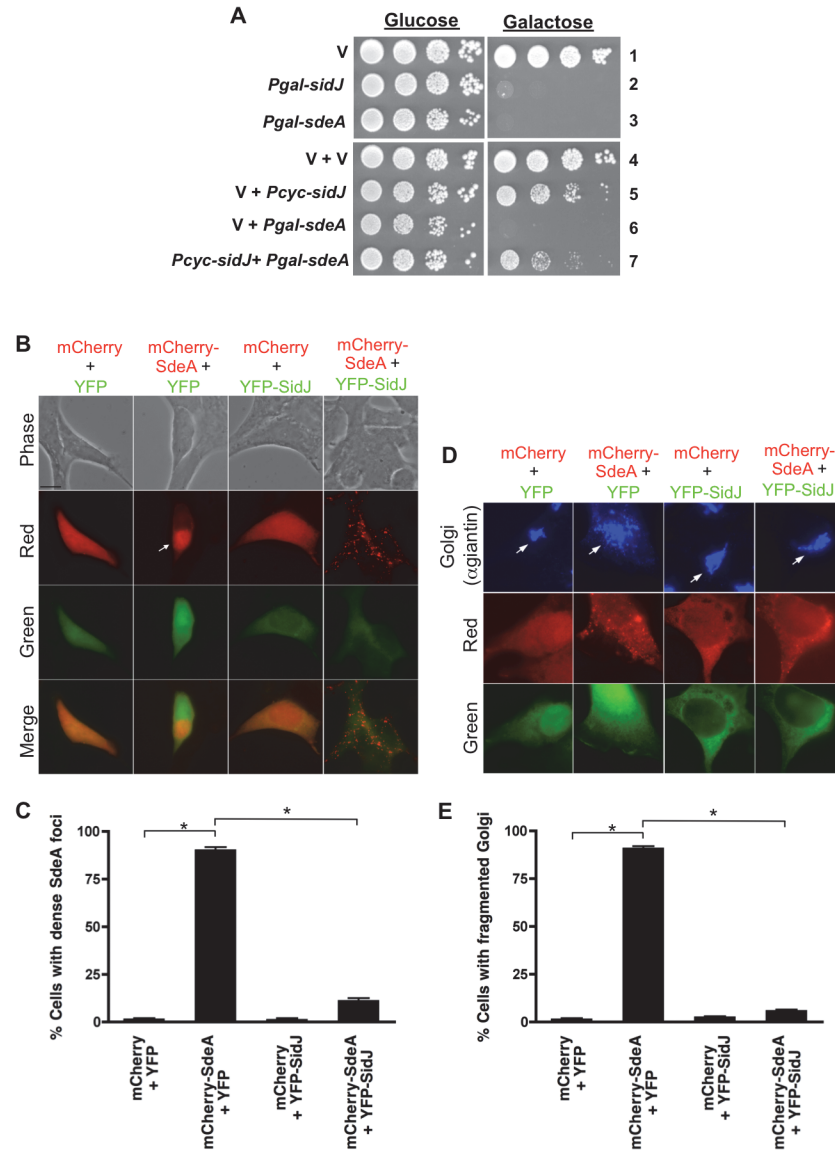 A
Glucose Galactose
V 1
Pgal-sidJ 2
Pgal-sdeA 3
V + V 4
V + Pcyc-sidJ 5
V + Pgal-sdeA 6
Pcyc-sidJ+ Pgal-sdeA 7
B
mCherry
+
YFP
mCherry-
SdeA +
YFP
mCherry
+
YFP-SidJ
mCherry-
SdeA +
YFP-SidJ
Phase
Red
Green
Merge
D
mCherry
+
YFP
mCherry-
SdeA +
YFP
mCherry
+
YFP-SidJ
mCherry-
SdeA +
YFP-SidJ
Golgi
(αgiantin)
Red
Green
C
% Cells with dense SdeA foci
100
75
50
25
0
* *
mCherry
+ YFP
mCherry-SdeA
+ YFP
mCherry
+ YFP-SidJ
mCherry-SdeA
+ YFP-SidJ
E
% Cells with fragmented Golgi
100
75
50
25
0
* *
mCherry
+ YFP
mCherry-SdeA
+ YFP
mCherry
+ YFP-SidJ
mCherry-SdeA
+ YFP-SidJ